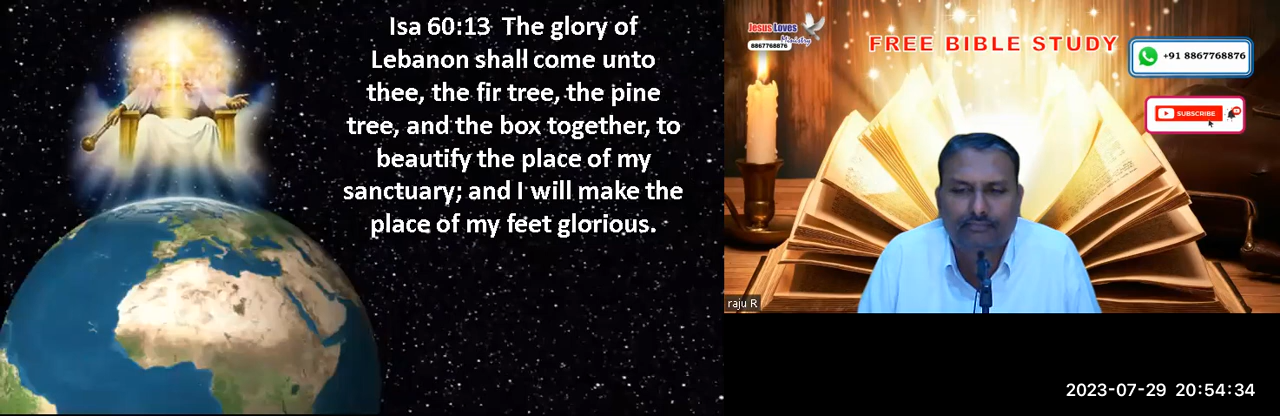 Isa 60:13 The glory of
Lebanon shall come unto
thee, the fir tree, the pine
tree, and the box together, to
beautify the place of my
sanctuary; and I will make the
place of my feet glorious.
Jesus Loves
Ministry
8867768876
FREE BIBLE STUDY
+91 8867768876
SUBSCRIBE
raju R
2023-07-29 20:54:34